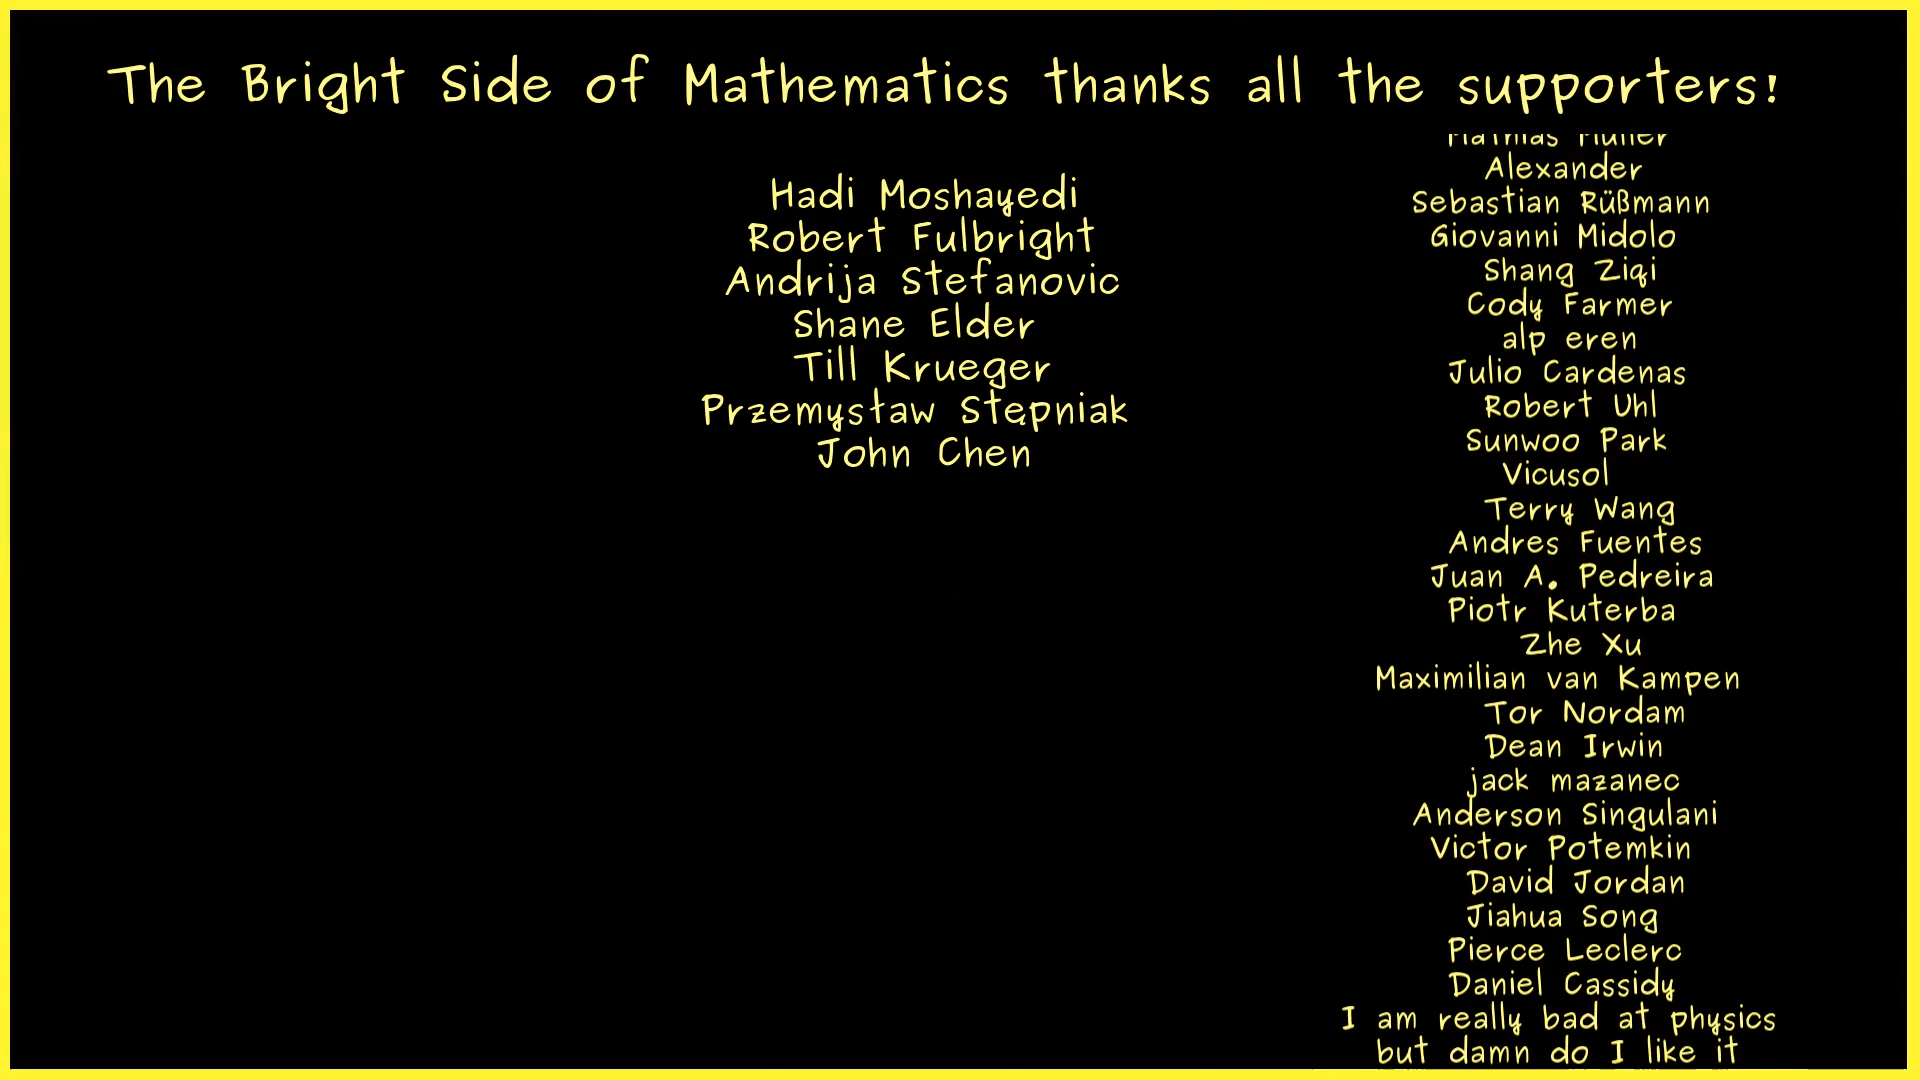 The Bright Side of Mathematics thanks all the supporters!
Hadi Moshayedi
Robert Fulbright
Andrija Stefanovic
Shane Elder
Till Krueger
Przemysław Stępniak
John Chen
Alexander
Sebastian Rüßmann
Giovanni Midolo
Shang Ziqi
Cody Farmer
alp eren
Julio Cardenas
Robert Uhl
Sunwoo Park
Vicusol
Terry Wang
Andres Fuentes
Juan A. Pedreira
Piotr Kuterba
Zhe Xu
Maximilian van Kampen
Tor Nordam
Dean Irwin
jack mazanec
Anderson Singulani
Victor Potemkin
David Jordan
Jiahua Song
Pierce Leclerc
Daniel Cassidy
I am really bad at physics
but damn do I like it